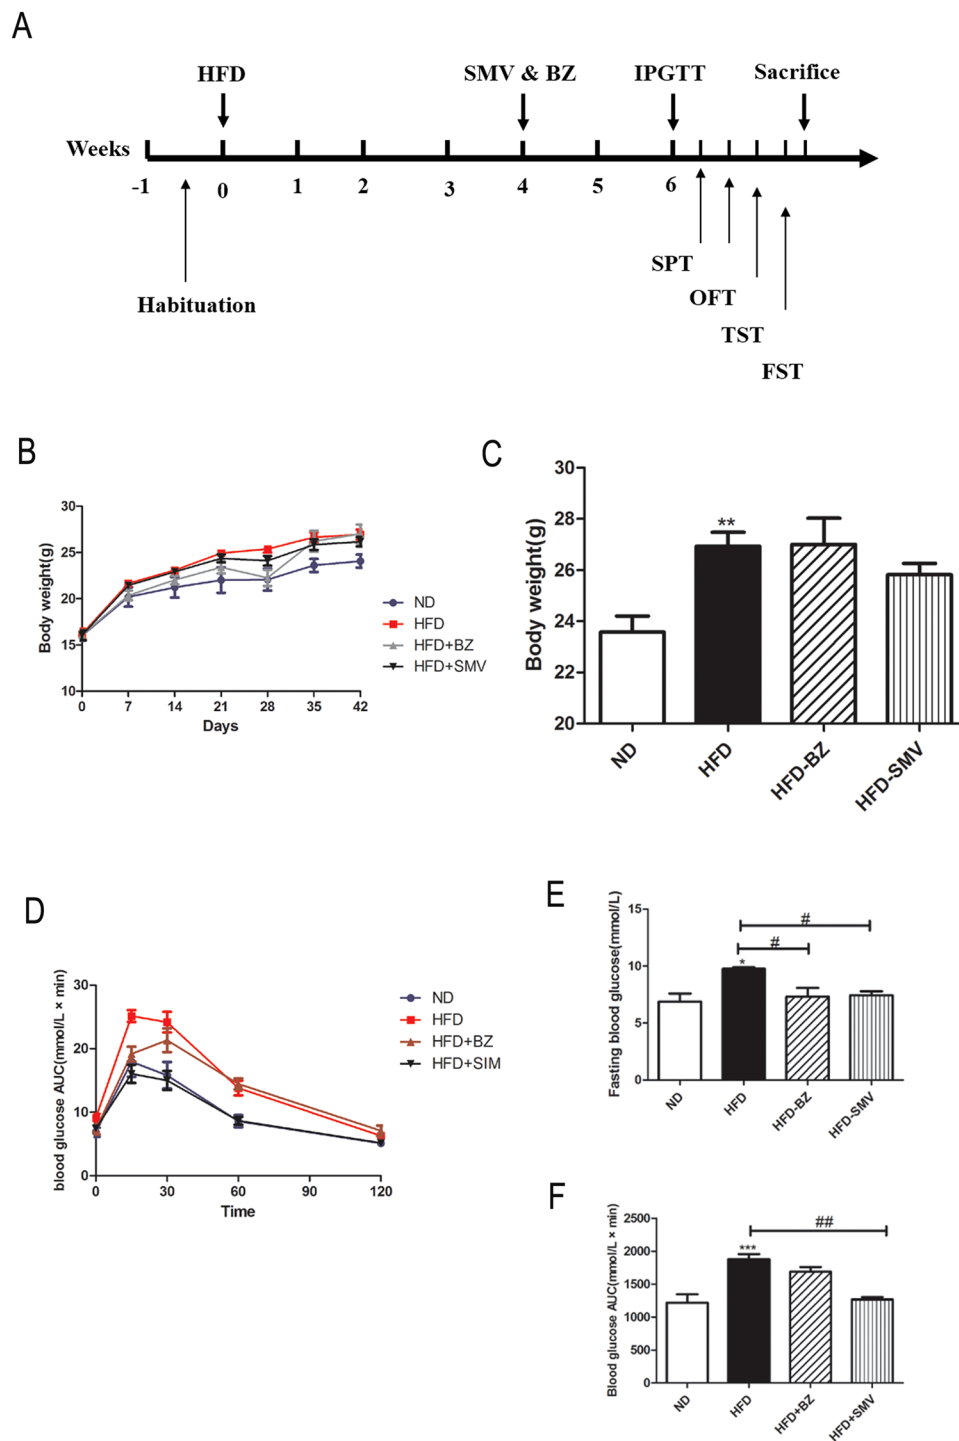 A
HFD SMV & BZ IPGTT Sacrifice
Weeks
-1 0 1 2 3 4 5 6
Habituation
SPT
OFT
TST
FST
B
Body weight(g)
30
25
20
15
10
0 7 14 21 28 35 42
Days
ND
HFD
HFD+BZ
HFD+SMV
C
Body weight(g)
30
28
26
24
22
20
**
ND HFD HFD-BZ HFD-SMV
D
blood glucose AUC(mmol/L × min)
30
20
10
0
0 30 60 90 120
Time
ND
HFD
HFD+BZ
HFD+SIM
E
Fasting blood glucose(mmol/L)
15
10
5
0
#
#
*
ND HFD HFD-BZ HFD-SMV
F
Blood glucose AUC(mmol/L × min)
2500
2000
1500
1000
500
0
##
***
ND HFD HFD+BZ HFD+SMV